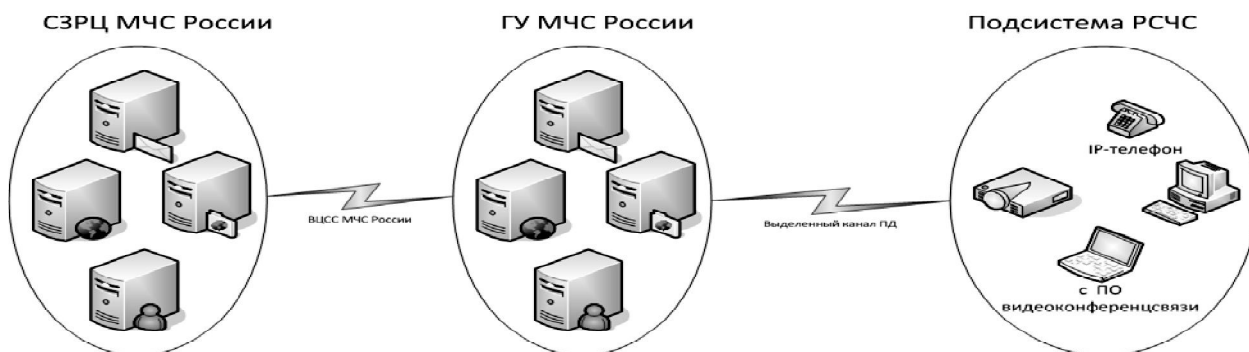 СЗРЦ МЧС России
ГУ МЧС России
Подсистема РСЧС
IP-телефон
ВЦСС МЧС России
Выделенный канал ПД
с ПО
видеоконференцсвязи